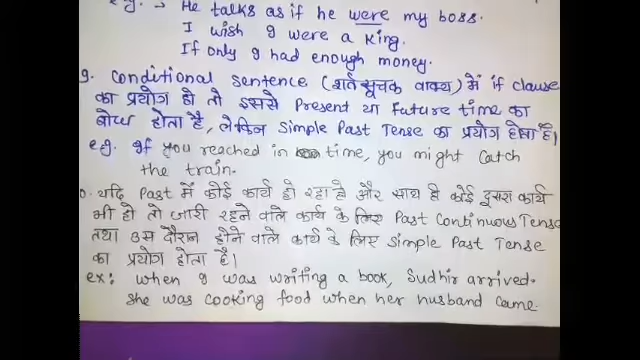 eg. → He talks as if he were my boss.
I wish I were a King.
If only I had enough money.
9. Conditional Sentence (शर्त सूचक वाक्य) में if clause
का प्रयोग हो तो इससे Present या Future time का
बोध होता है, लेकिन Simple Past Tense का प्रयोग होता है।
eg. If you reached in time, you might catch
the train.
0. यदि Past में कोई कार्य हो रहा हो और साथ ही कोई दूसरा कार्य
भी हो तो जारी रहने वाले कार्य के लिए Past Continuous Tense
तथा उस दौरान होने वाले कार्य के लिए Simple Past Tense
का प्रयोग होता है।
ex: when I was writing a book, Sudhir arrived.
She was cooking food when her husband came.